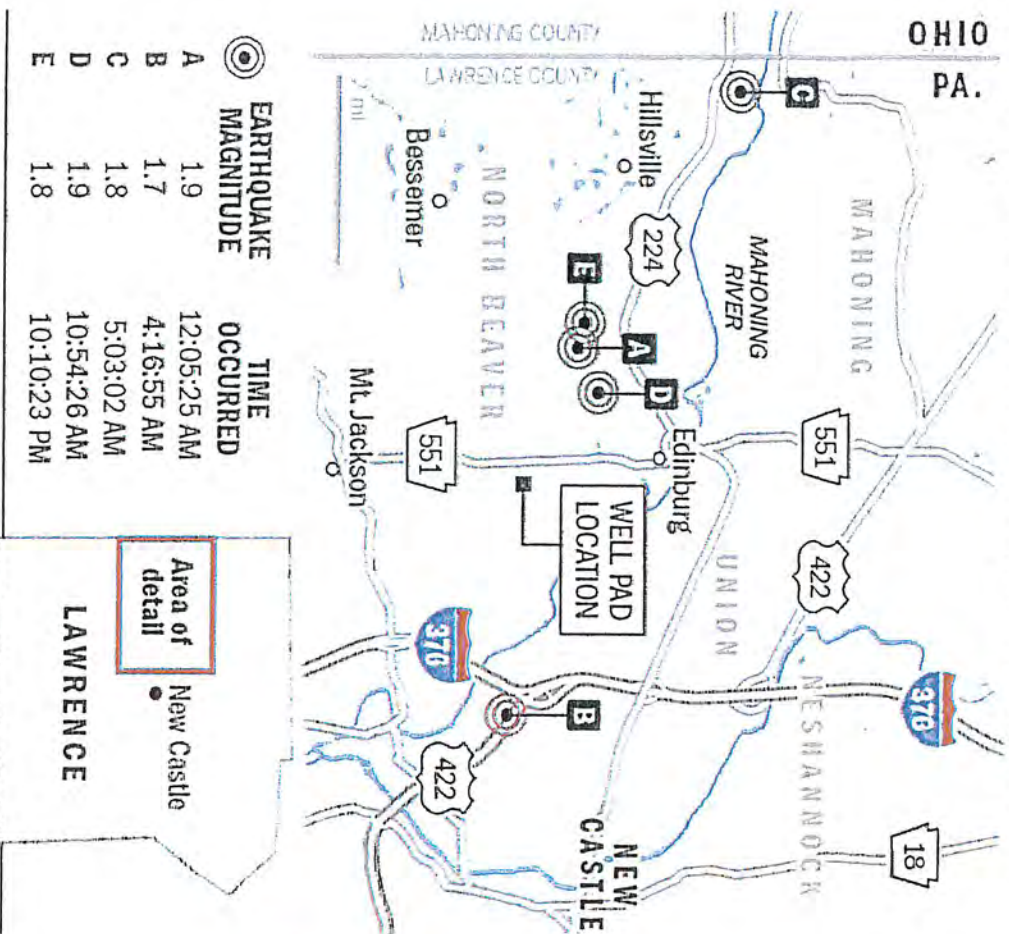 OHIO
PA.
MAHONING COUNTY
LAWRENCE COUNTY
C
MAHONING
18
376
NESHANNOCK
422
551
MAHONING
RIVER
UNION
Hillsville
224
A
D
Edinburg
NEW
CASTLE
E
WELL PAD
LOCATION
B
NORTH BEAVER
Bessemer
551
376
422
mi
Mt. Jackson
EARTHQUAKE
MAGNITUDE
TIME
OCCURRED
A 1.9 12:05:25 AM
B 1.7 4:16:55 AM
C 1.8 5:03:02 AM
D 1.9 10:54:26 AM
E 1.8 10:10:23 PM
Area of
detail
New Castle
LAWRENCE